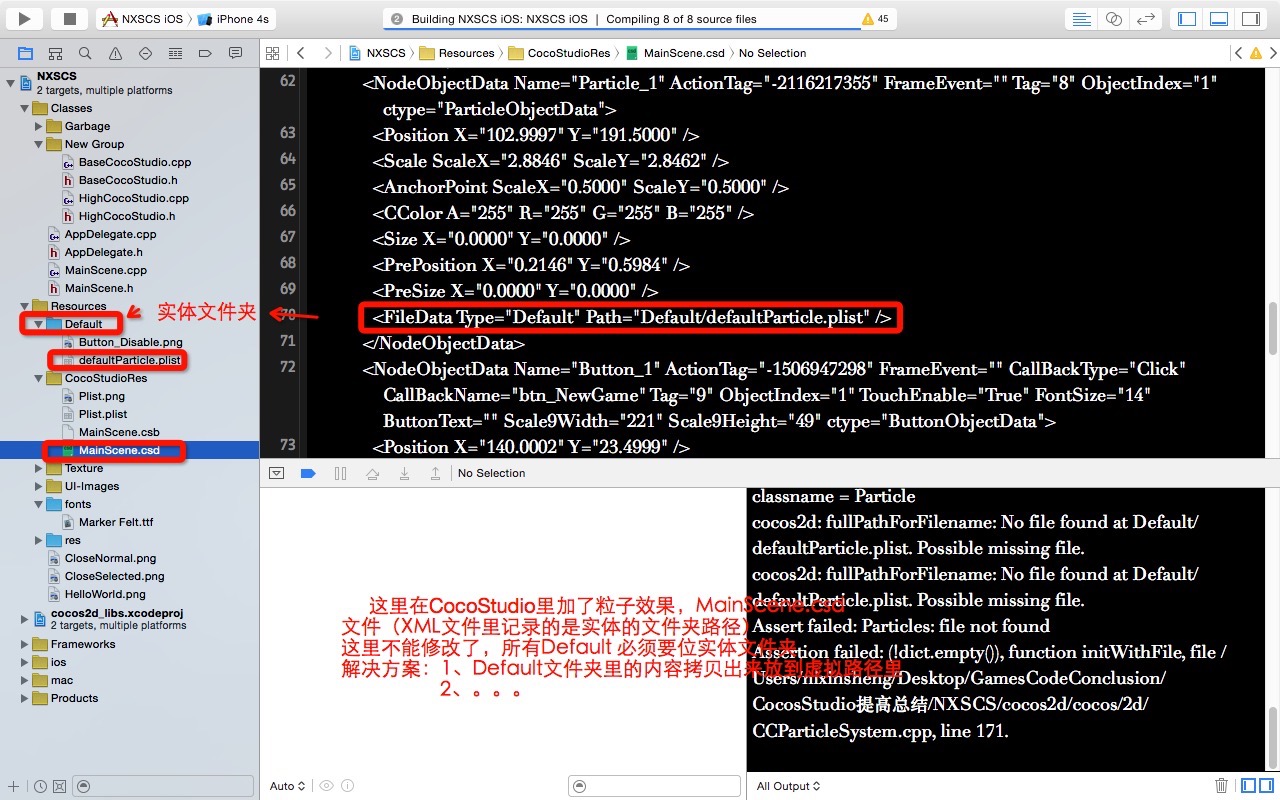 NXSCS iOS 〉 iPhone 4s
2 Building NXSCS iOS: NXSCS iOS | Compiling 8 of 8 source files 45
NXSCS
2 targets, multiple platforms
Classes
Garbage
New Group
BaseCocoStudio.cpp
BaseCocoStudio.h
HighCocoStudio.cpp
HighCocoStudio.h
AppDelegate.cpp
AppDelegate.h
MainScene.cpp
MainScene.h
Resources
Default
实体文件夹
Button_Disable.png
defaultParticle.plist
CocoStudioRes
Plist.png
Plist.plist
MainScene.csb
MainScene.csd
Texture
UI-Images
fonts
Marker Felt.ttf
res
CloseNormal.png
CloseSelected.png
HelloWorld.png
cocos2d_libs.xcodeproj
2 targets, multiple platforms
Frameworks
ios
mac
Products
NXSCS 〉 Resources 〉 CocoStudioRes 〉 MainScene.csd 〉 No Selection
62 <NodeObjectData Name="Particle_1" ActionTag="-2116217355" FrameEvent="" Tag="8" ObjectIndex="1"
ctype="ParticleObjectData">
63 <Position X="102.9997" Y="191.5000" />
64 <Scale ScaleX="2.8846" ScaleY="2.8462" />
65 <AnchorPoint ScaleX="0.5000" ScaleY="0.5000" />
66 <CColor A="255" R="255" G="255" B="255" />
67 <Size X="0.0000" Y="0.0000" />
68 <PrePosition X="0.2146" Y="0.5984" />
69 <PreSize X="0.0000" Y="0.0000" />
70 <FileData Type="Default" Path="Default/defaultParticle.plist" />
71 </NodeObjectData>
72 <NodeObjectData Name="Button_1" ActionTag="-1506947298" FrameEvent="" CallBackType="Click"
CallBackName="btn_NewGame" Tag="9" ObjectIndex="1" TouchEnable="True" FontSize="14"
ButtonText="" Scale9Width="221" Scale9Height="49" ctype="ButtonObjectData">
73 <Position X="140.0002" Y="23.4999" />
No Selection
这里在CocoStudio里加了粒子效果，MainScene.csd
文件（XML文件里记录的是实体的文件夹路径）
这里不能修改了，所有Default 必须要位实体文件夹
解决方案：1、Default文件夹里的内容拷贝出来放到虚拟路径里
2、。。。
classname = Particle
cocos2d: fullPathForFilename: No file found at Default/
defaultParticle.plist. Possible missing file.
cocos2d: fullPathForFilename: No file found at Default/
defaultParticle.plist. Possible missing file.
Assert failed: Particles: file not found
Assertion failed: (!dict.empty()), function initWithFile, file /
Users/nixinsheng/Desktop/GamesCodeConclusion/
CocosStudio提高总结/NXSCS/cocos2d/cocos/2d/
CCParticleSystem.cpp, line 171.
Auto
All Output